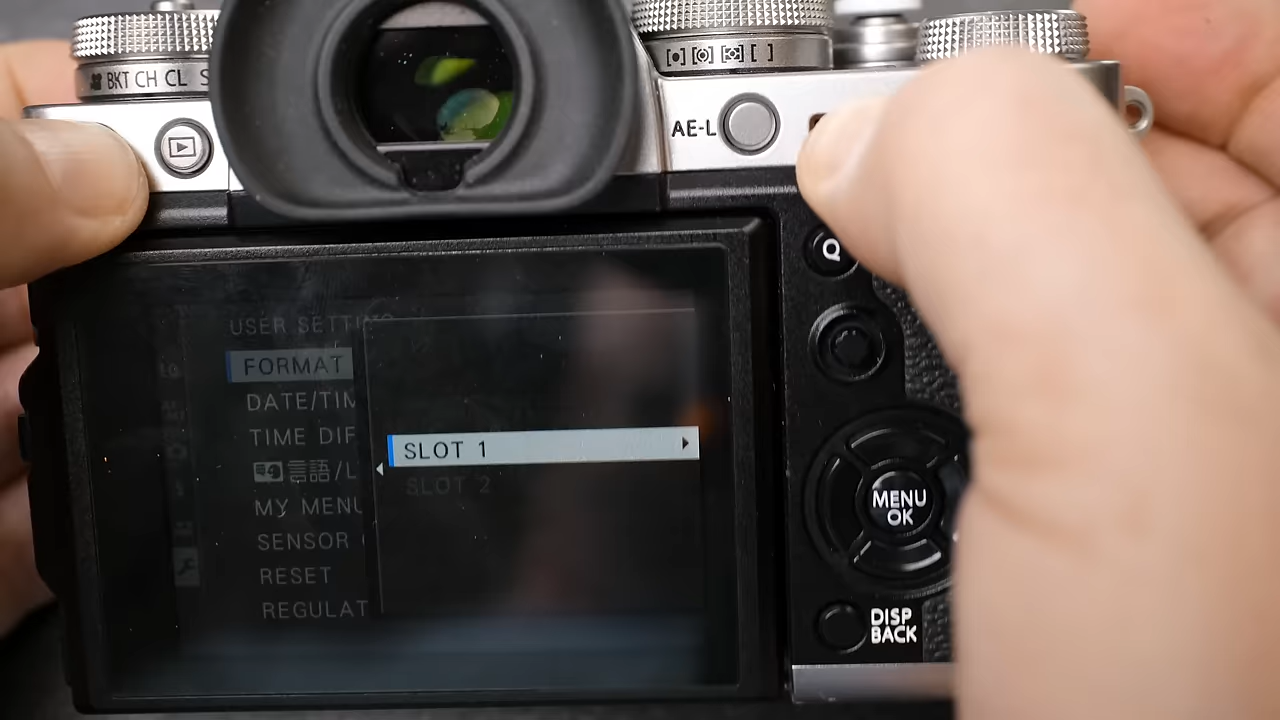 BKT CH CL S
AE-L
Q
USER SETTING
FORMAT
DATE/TIM
TIME DIF
言語/L
MY MENU
SENSOR
RESET
REGULAT
SLOT 1
SLOT 2
MENU
OK
DISP
BACK